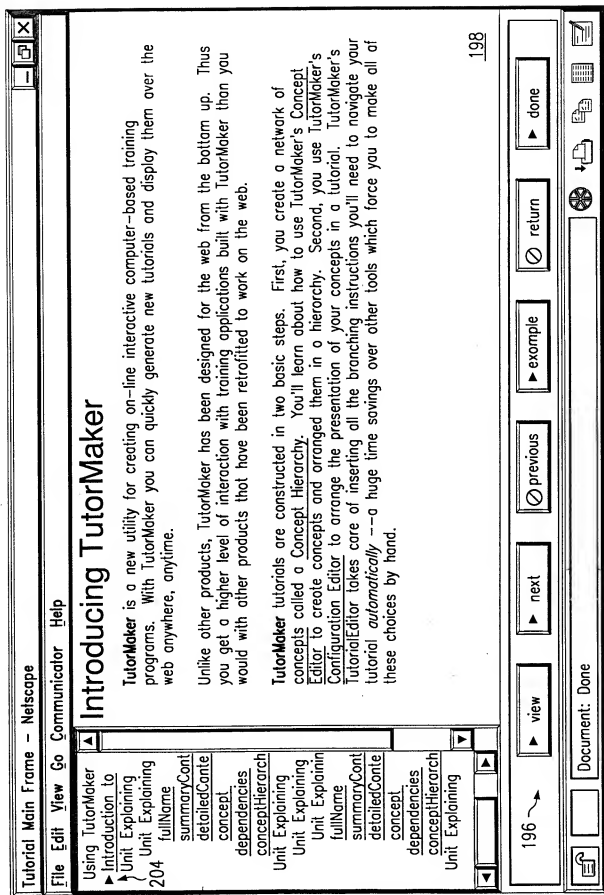 Tutorial Main Frame – Netscape
File Edit View Go Communicator Help
Using TutorMaker
▶ Introduction to
Unit Explaining
Unit Explaining
204
fullName
summaryCont
detailedConte
concept
dependencies
conceptHierarch
Unit Explaining
Unit Explaining
Unit Explainin
fullName
summaryCont
detailedConte
concept
dependencies
conceptHierarch
Unit Explaining
Introducing TutorMaker
TutorMaker is a new utility for creating on-line interactive computer-based training
programs. With TutorMaker you can quickly generate new tutorials and display them over the
web anywhere, anytime.
Unlike other products, TutorMaker has been designed for the web from the bottom up. Thus
you get a higher level of interaction with training applications built with TutorMaker than you
would with other products that have been retrofitted to work on the web.
TutorMaker tutorials are constructed in two basic steps. First, you create a network of
concepts called a Concept Hierarchy. You'll learn about how to use TutorMaker's Concept
Editor to create concepts and arranged them in a hierorchy. Second, you use TutorMaker's
Configuration Editor to arrange the presentation of your concepts in a tutorial. TutorMaker's
TutorialEditor takes care of inserting all the branching instructions you'll need to navigate your
tutorial automatically --a huge time savings over other tools which force you to make all of
these choices by hand.
198
196
▶ view ▶ next ⊘ previous ▶ example ⊘ return ▶ done
Document: Done